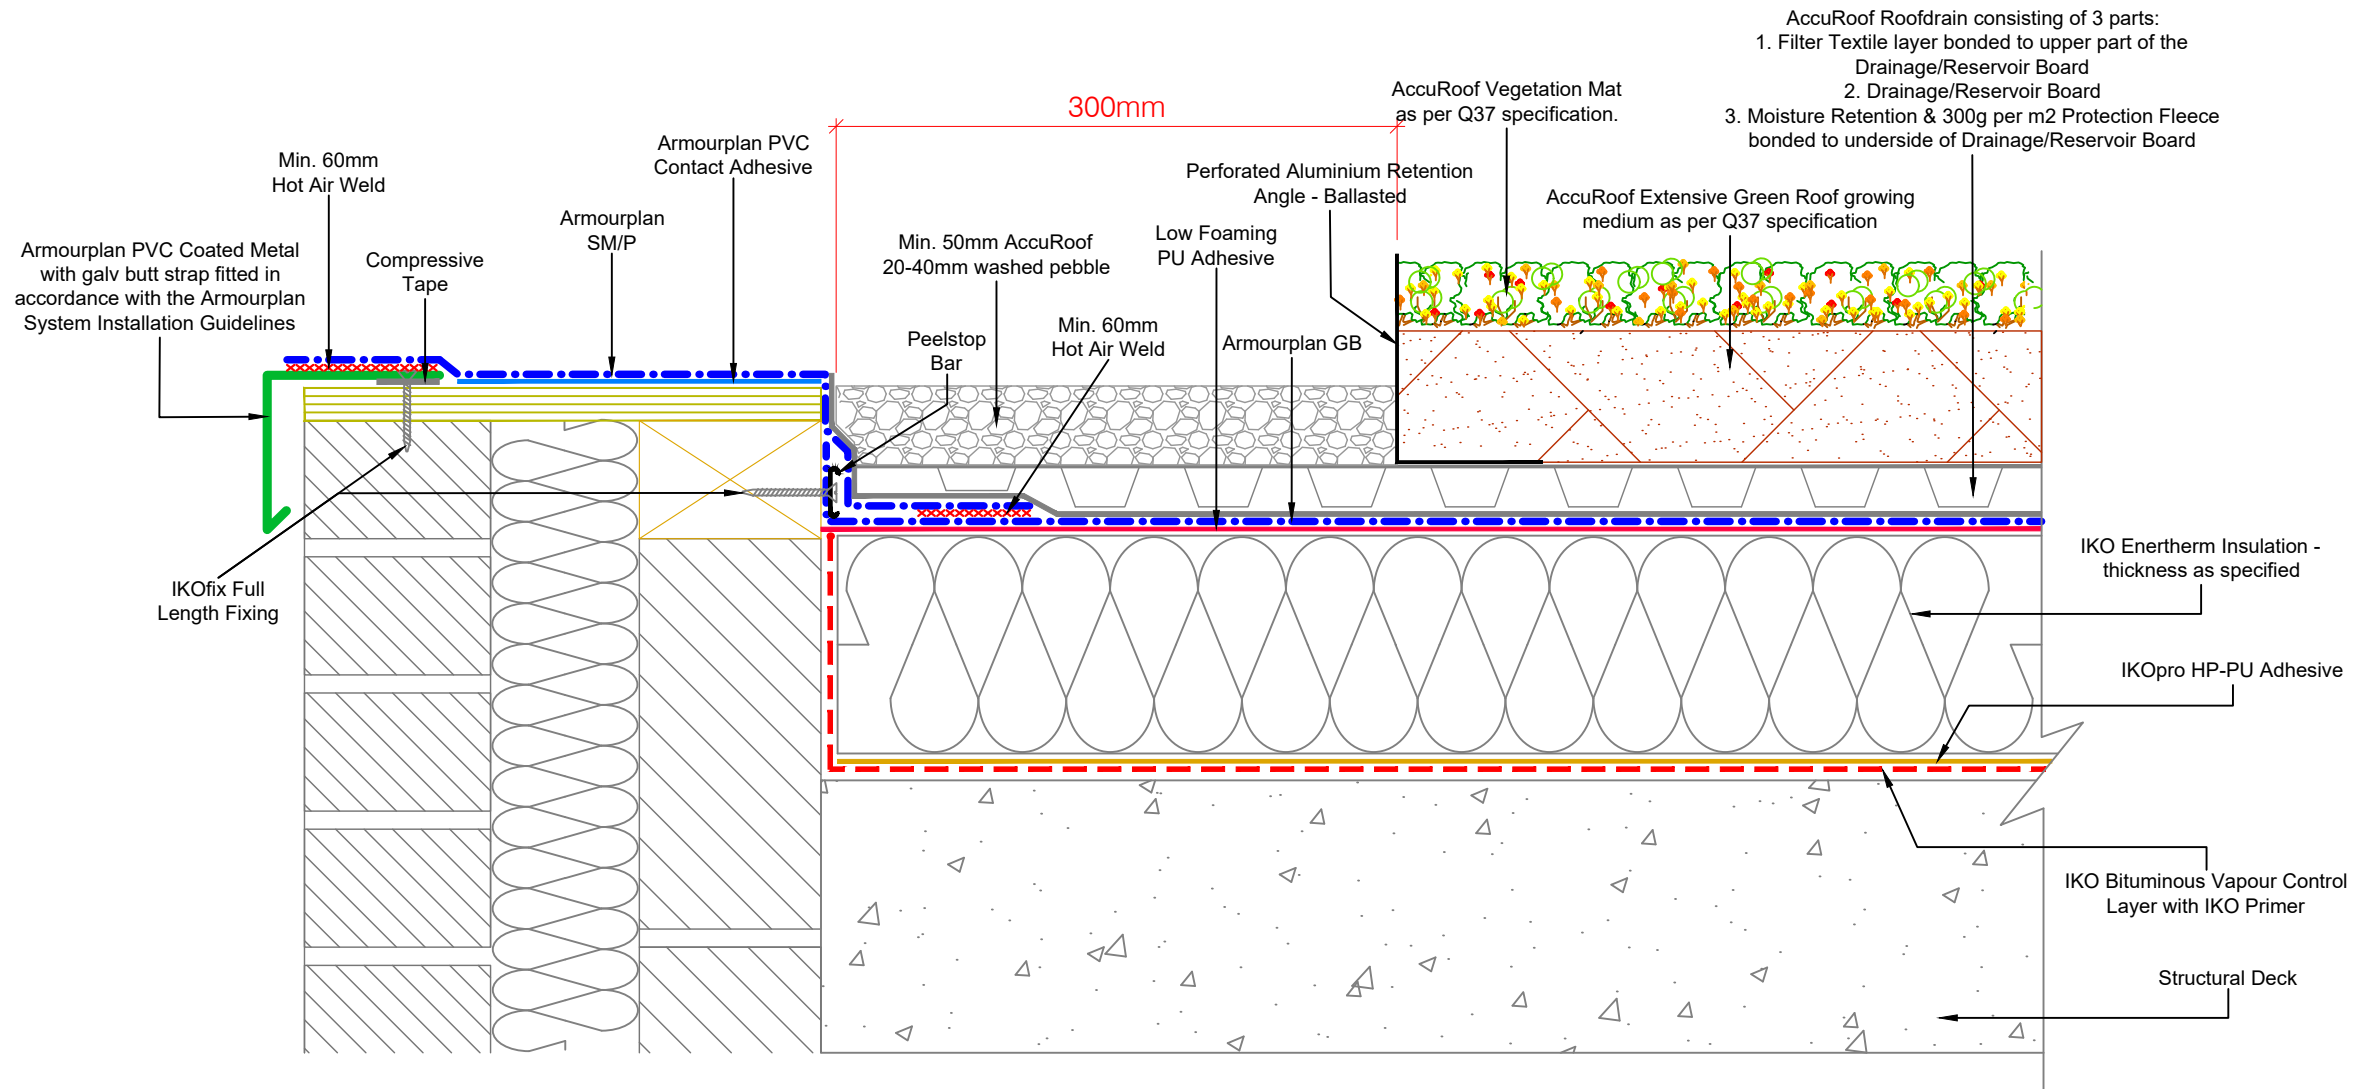 AccuRoof Roofdrain consisting of 3 parts:
1. Filter Textile layer bonded to upper part of the
Drainage/Reservoir Board
2. Drainage/Reservoir Board
3. Moisture Retention & 300g per m2 Protection Fleece
bonded to underside of Drainage/Reservoir Board
AccuRoof Vegetation Mat
as per Q37 specification.
300mm
Armourplan PVC
Contact Adhesive
Min. 60mm
Hot Air Weld
Perforated Aluminium Retention
Angle - Ballasted
AccuRoof Extensive Green Roof growing
medium as per Q37 specification
Armourplan
SM/P
Low Foaming
PU Adhesive
Min. 50mm AccuRoof
20-40mm washed pebble
Armourplan PVC Coated Metal
with galv butt strap fitted in
accordance with the Armourplan
System Installation Guidelines
Compressive
Tape
Min. 60mm
Hot Air Weld
Peelstop
Bar
Armourplan GB
IKO Enertherm Insulation -
thickness as specified
IKOfix Full
Length Fixing
IKOpro HP-PU Adhesive
IKO Bituminous Vapour Control
Layer with IKO Primer
Structural Deck